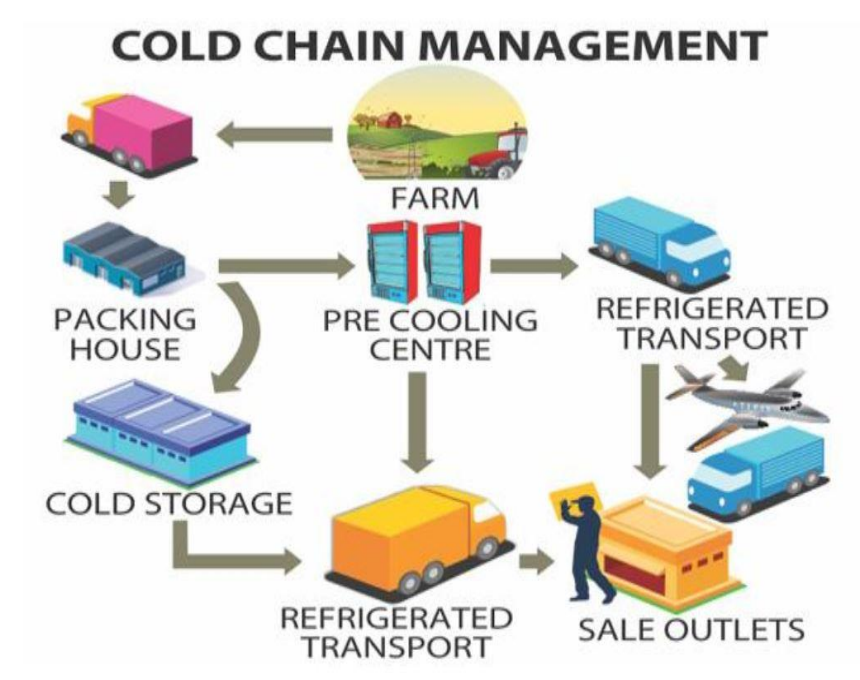 COLD CHAIN MANAGEMENT
FARM
PACKING
HOUSE
PRE COOLING
CENTRE
REFRIGERATED
TRANSPORT
COLD STORAGE
REFRIGERATED
TRANSPORT
SALE OUTLETS